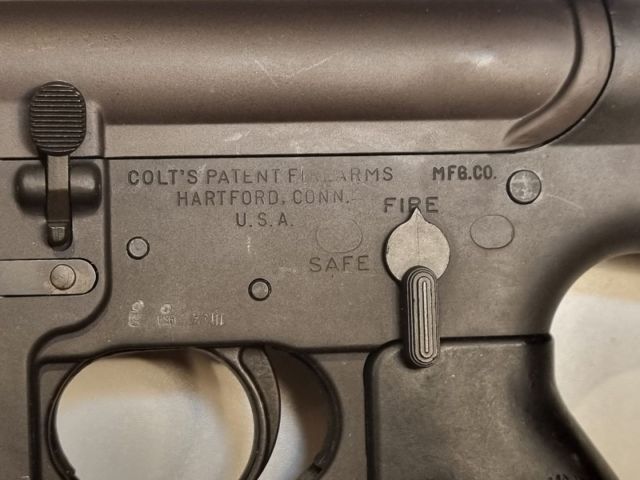 COLT'S PATENT FIREARMS MFG.CO.
HARTFORD, CONN.
U.S.A.
FIRE
SAFE